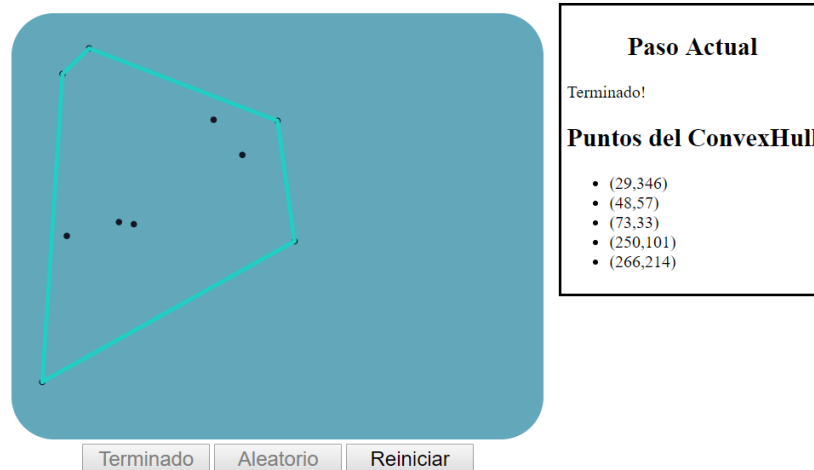 Paso Actual
Terminado!
Puntos del ConvexHull
(29,346)
(48,57)
(73,33)
(250,101)
(266,214)
Terminado Aleatorio Reiniciar